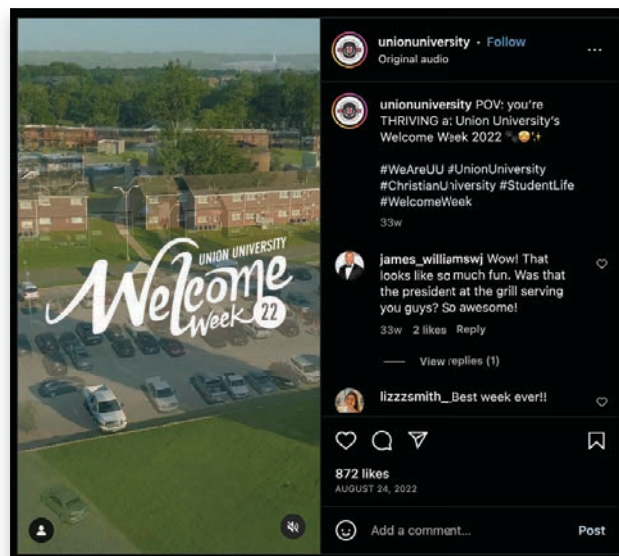 UNION UNIVERSITY
Welcome
Week 22
unionuniversity • Follow
Original audio
...
unionuniversity POV: you're
THRIVING at Union University's
Welcome Week 2022 🐾🤩✨
#WeAreUU #UnionUniversity
#ChristianUniversity #StudentLife
#WelcomeWeek
33w
james_williamswj Wow! That
looks like so much fun. Was that
the president at the grill serving
you guys? So awesome!
33w 2 likes Reply
View replies (1)
lizzzsmith_ Best week ever!!
872 likes
AUGUST 24, 2022
Add a comment...
Post